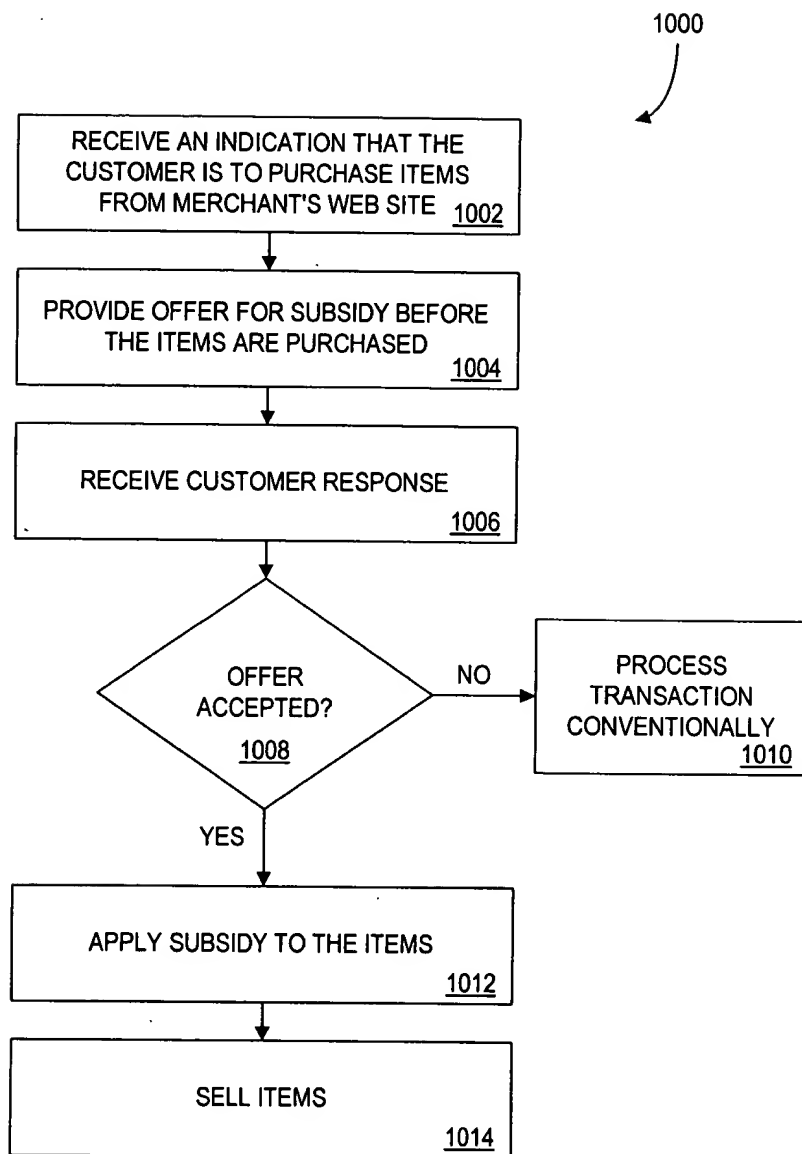 1000
RECEIVE AN INDICATION THAT THE
CUSTOMER IS TO PURCHASE ITEMS
FROM MERCHANT'S WEB SITE
1002
PROVIDE OFFER FOR SUBSIDY BEFORE
THE ITEMS ARE PURCHASED
1004
RECEIVE CUSTOMER RESPONSE
1006
OFFER
ACCEPTED?
1008
NO
PROCESS
TRANSACTION
CONVENTIONALLY
1010
YES
APPLY SUBSIDY TO THE ITEMS
1012
SELL ITEMS
1014